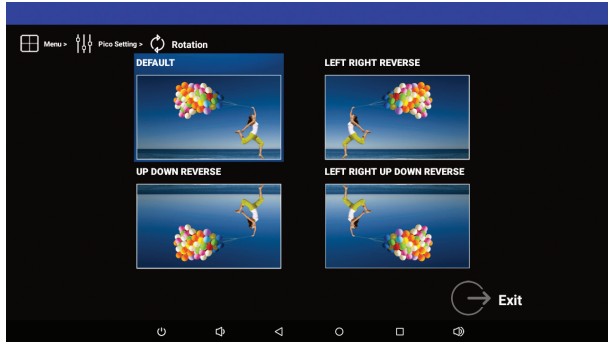 Menu > Pico Setting > Rotation
DEFAULT
LEFT RIGHT REVERSE
UP DOWN REVERSE
LEFT RIGHT UP DOWN REVERSE
Exit